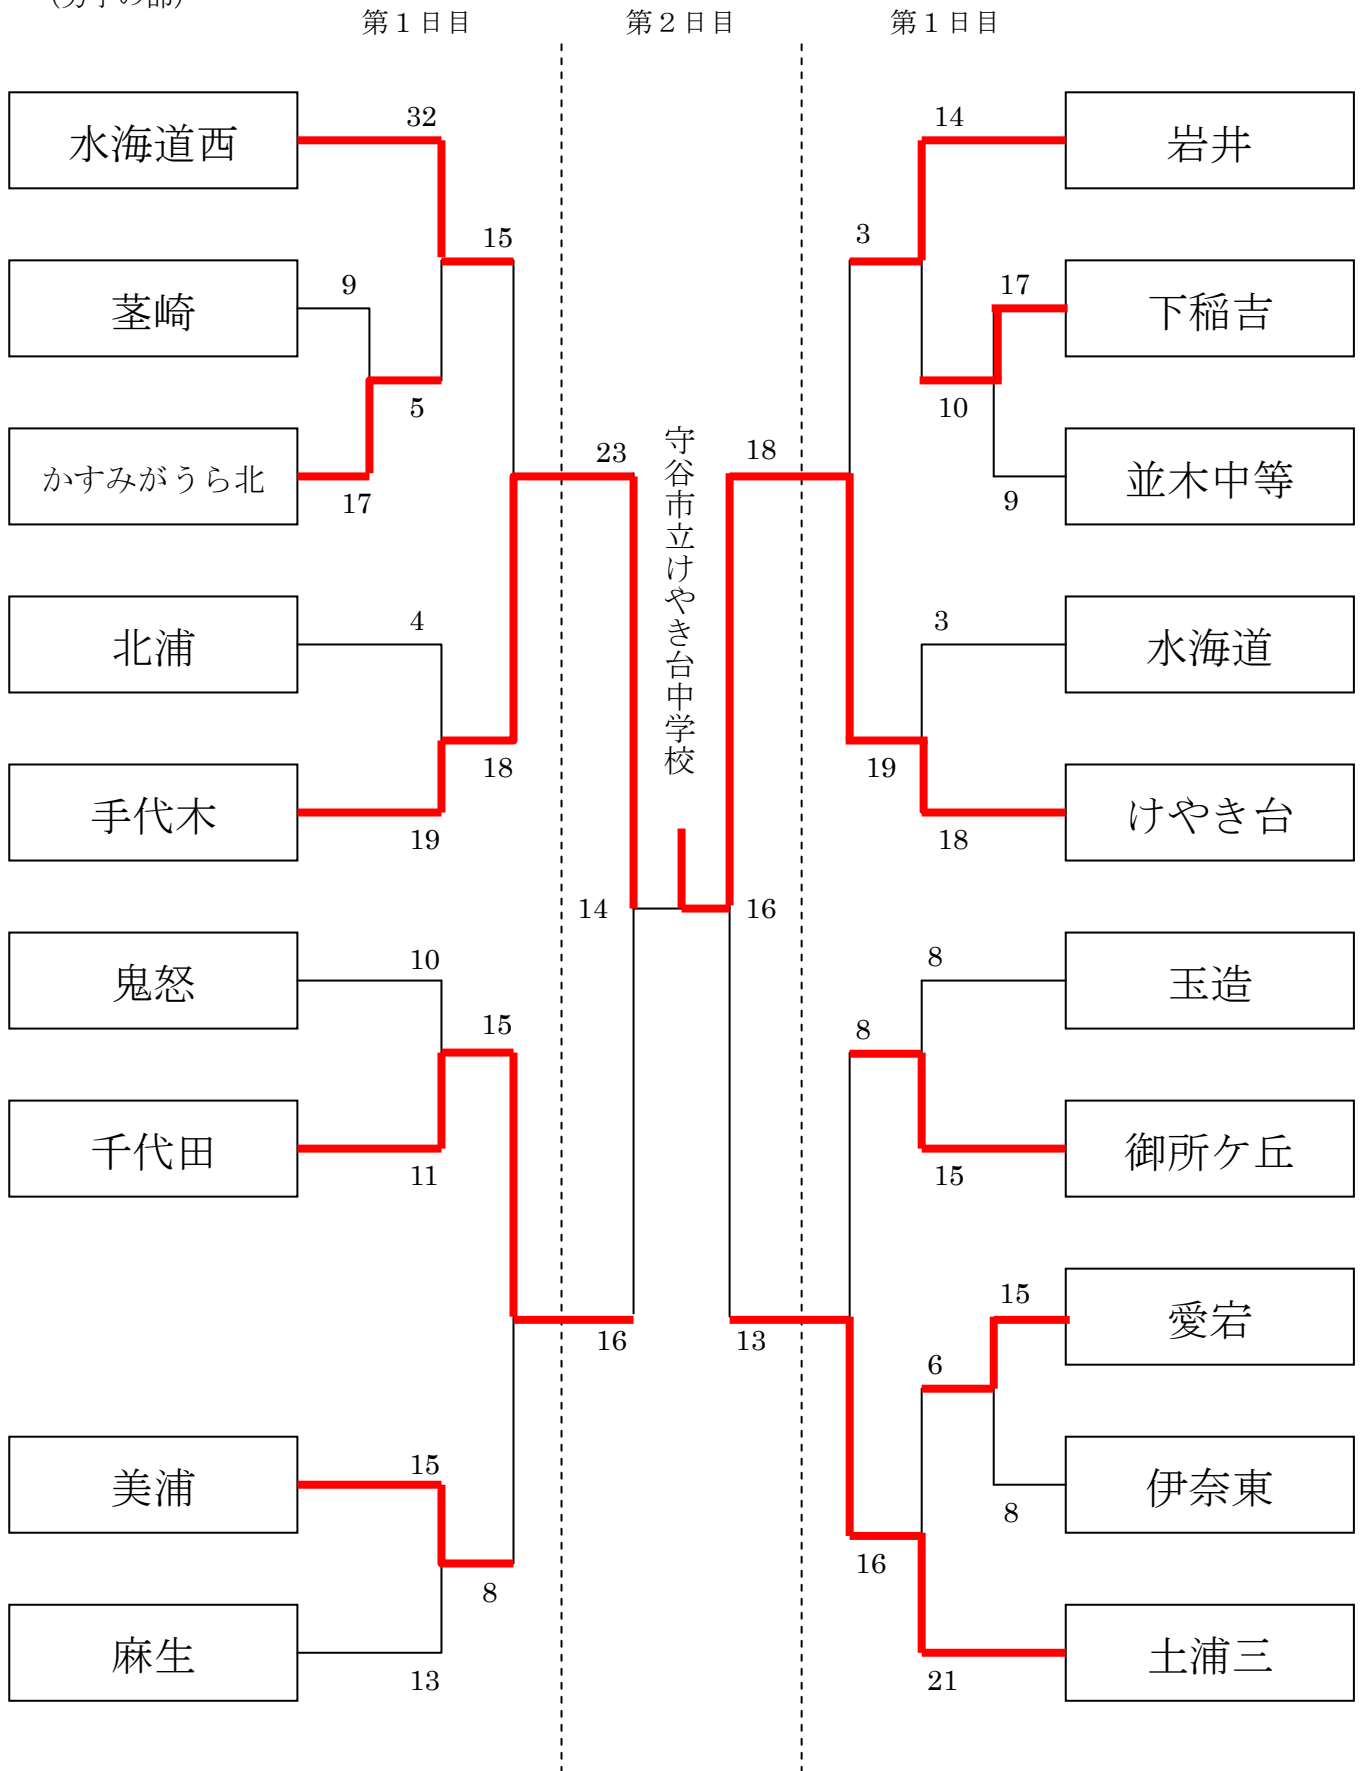 (男子の部)
第１日目 第２日目 第１日目
水海道西 32 14 岩井
15 3
茎崎 9 17 下稲吉
5 10
かすみがうら北 17 9 並木中等
23 18
守谷市立けやき台中学校
北浦 4 3 水海道
18 19
手代木 19 18 けやき台
14 16
鬼怒 10 8 玉造
15 8
千代田 11 15 御所ケ丘
16 13
15 愛宕
6
美浦 15 8 伊奈東
8 16
麻生 13 21 土浦三